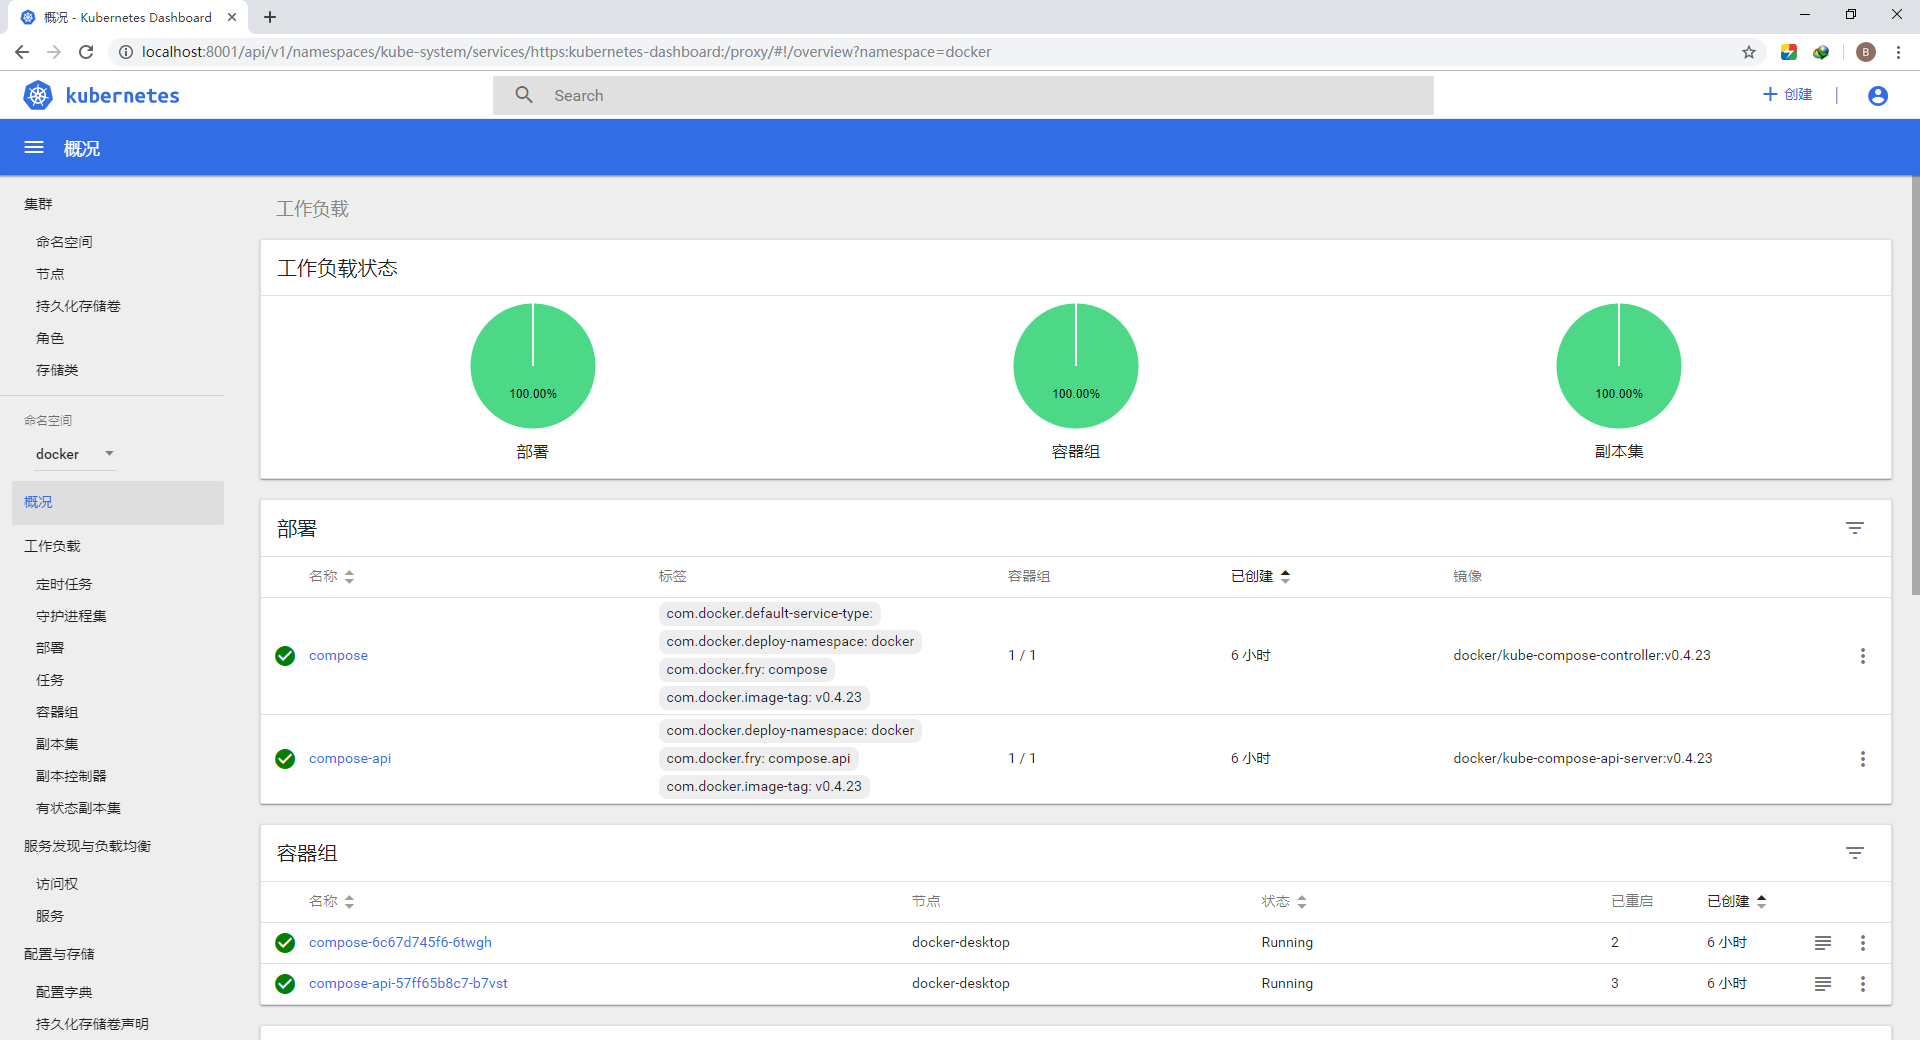 概况 - Kubernetes Dashboard
localhost:8001/api/v1/namespaces/kube-system/services/https:kubernetes-dashboard:/proxy/#!/overview?namespace=docker
B
kubernetes
Search
创建
概况
集群
命名空间
节点
持久化存储卷
角色
存储类
命名空间
docker
概况
工作负载
定时任务
守护进程集
部署
任务
容器组
副本集
副本控制器
有状态副本集
服务发现与负载均衡
访问权
服务
配置与存储
配置字典
持久化存储卷声明
工作负载
工作负载状态
100.00% 100.00% 100.00%
部署 容器组 副本集
部署
名称 标签 容器组 已创建 镜像
com.docker.default-service-type:
com.docker.deploy-namespace: docker
compose 1 / 1 6 小时 docker/kube-compose-controller:v0.4.23
com.docker.fry: compose
com.docker.image-tag: v0.4.23
com.docker.deploy-namespace: docker
compose-api com.docker.fry: compose.api 1 / 1 6 小时 docker/kube-compose-api-server:v0.4.23
com.docker.image-tag: v0.4.23
容器组
名称 节点 状态 已重启 已创建
compose-6c67d745f6-6twgh docker-desktop Running 2 6 小时
compose-api-57ff65b8c7-b7vst docker-desktop Running 3 6 小时